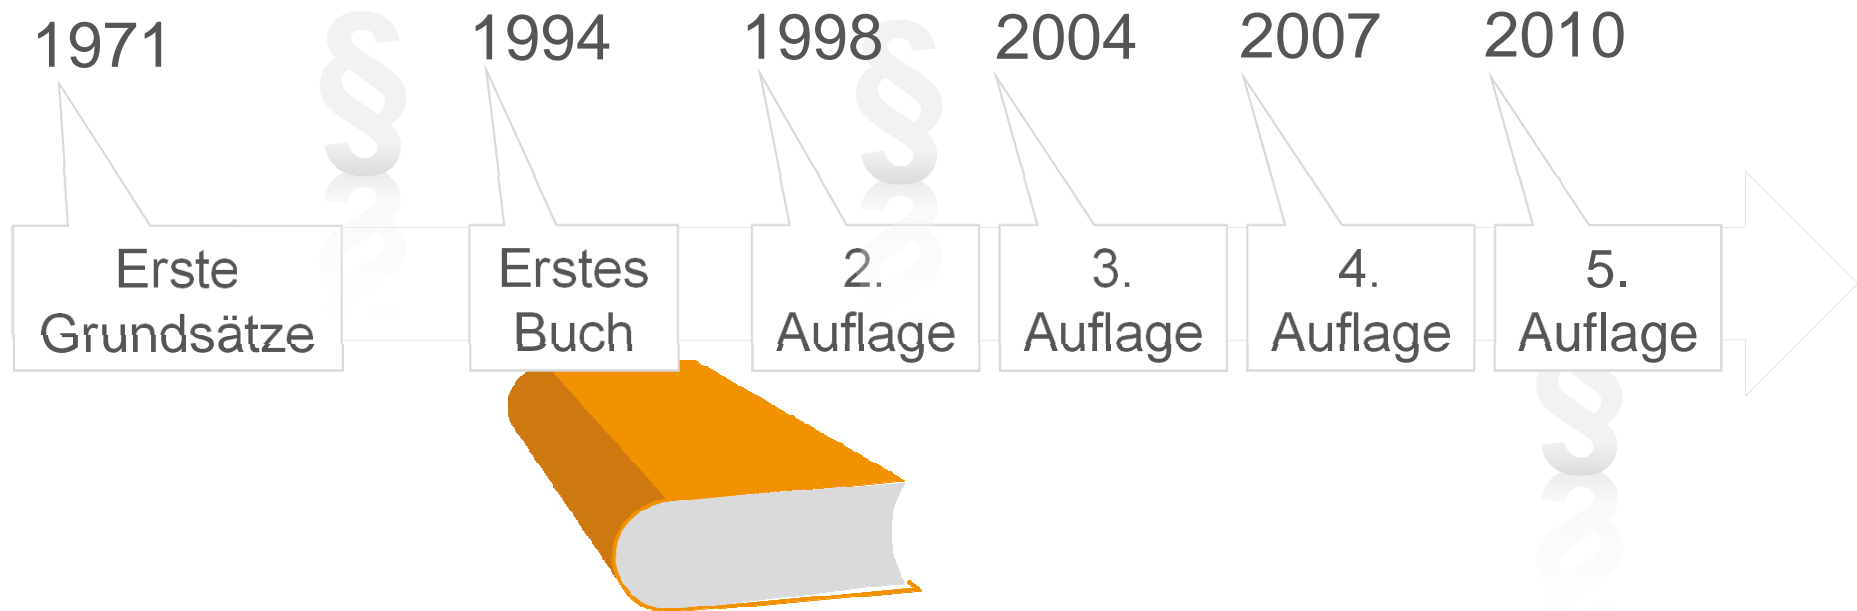 1971
1994
1998
2004
2007
2010
§
§
Erste
Grundsätze
Erstes
Buch
2.
Auflage
3.
Auflage
4.
Auflage
5.
Auflage
§